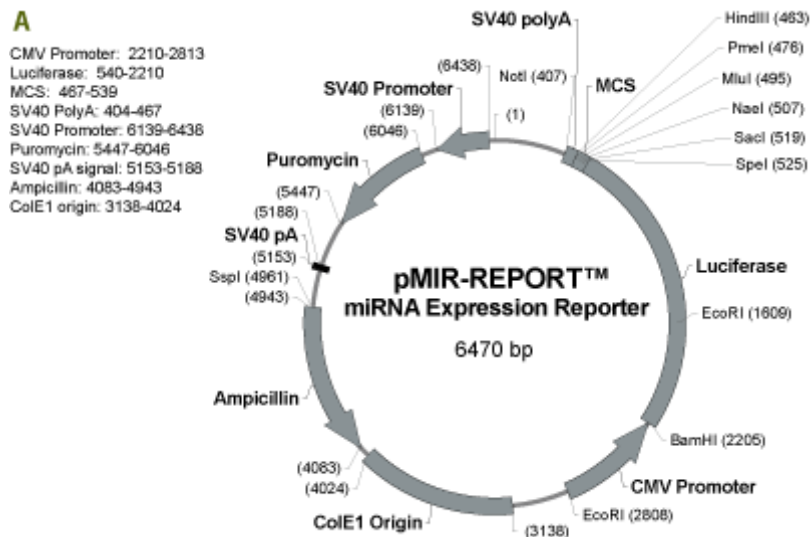 A
CMV Promoter: 2210-2813
Luciferase: 540-2210
MCS: 467-539
SV40 PolyA: 404-467
SV40 Promoter: 6139-6438
Puromycin: 5447-6046
SV40 pA signal: 5153-5188
Ampicillin: 4083-4943
ColE1 origin: 3138-4024
SV40 polyA
HindIII (463)
PmeI (476)
MluI (495)
NaeI (507)
SacI (519)
SpeI (525)
MCS
NotI (407)
(6438)
SV40 Promoter
(6139)
(6046)
(1)
Puromycin
(5447)
(5188)
SV40 pA
(5153)
SspI (4961)
(4943)
pMIR-REPORT™
miRNA Expression Reporter
6470 bp
Luciferase
EcoRI (1609)
Ampicillin
BamHI (2205)
(4083)
(4024)
CMV Promoter
EcoRI (2808)
ColE1 Origin
(3138)